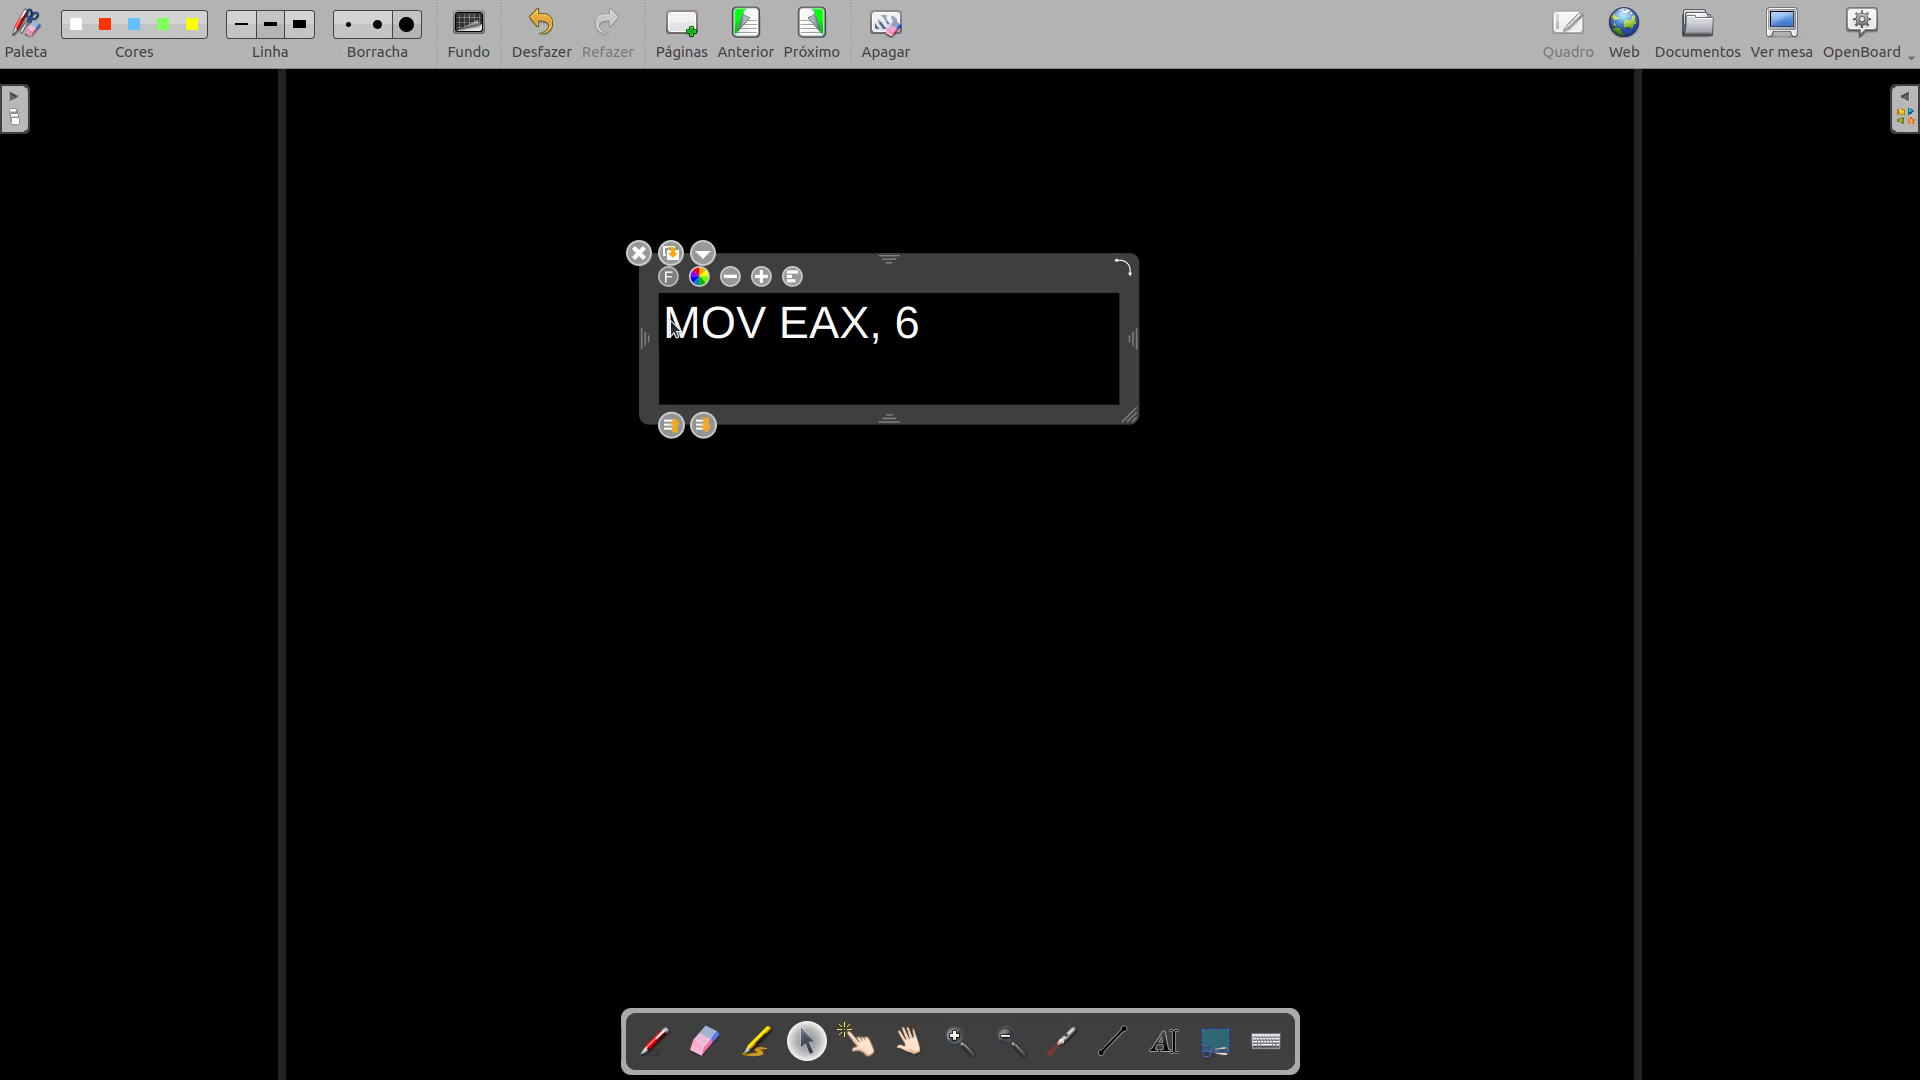 Paleta
Cores
Linha
Borracha
Fundo
Desfazer
Refazer
Páginas
Anterior
Próximo
Apagar
Quadro
Web
Documentos
Ver mesa
OpenBoard
F
MOV EAX, 6
AI